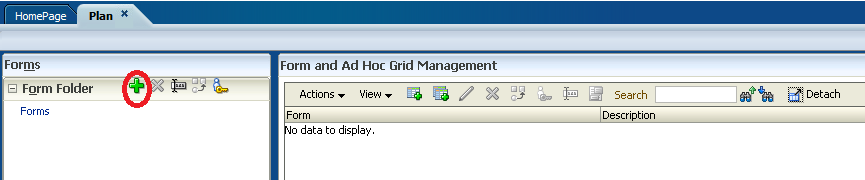 HomePage Plan
Forms
Form Folder
Forms
Form and Ad Hoc Grid Management
Actions View Search Detach
Form Description
No data to display.